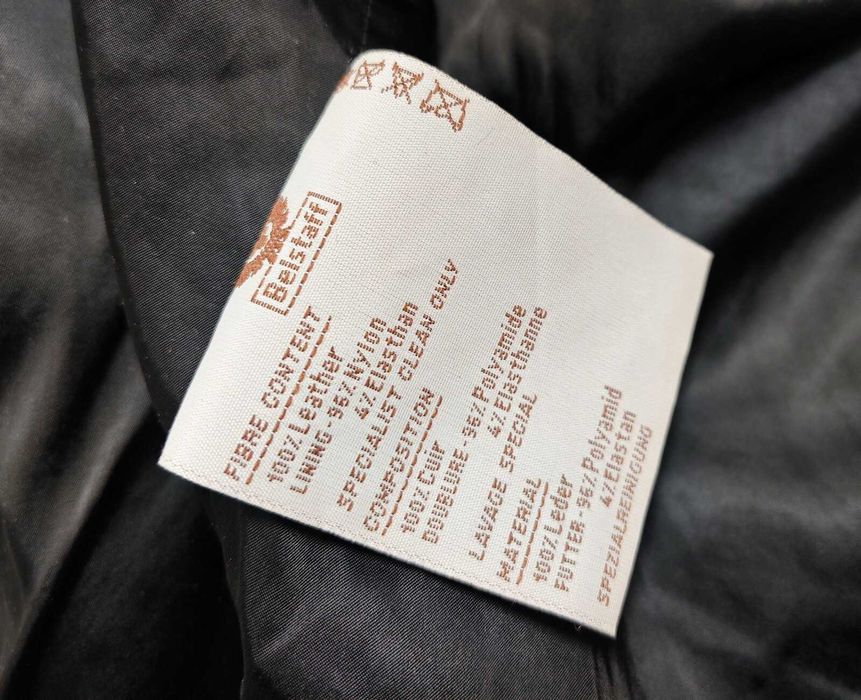 Belstaff
FIBRE CONTENT
100% Leather
LINING - 96% Nylon
4% Elasthan
SPECIALIST CLEAN ONLY
COMPOSITION
100% Cuir
DOUBLURE - 96% Polyamide
4% Elasthanne
LAVAGE SPECIAL
MATERIAL
100% Leder
FUTTER - 96% Polyamid
4% Elastan
SPEZIALREINIGUNG